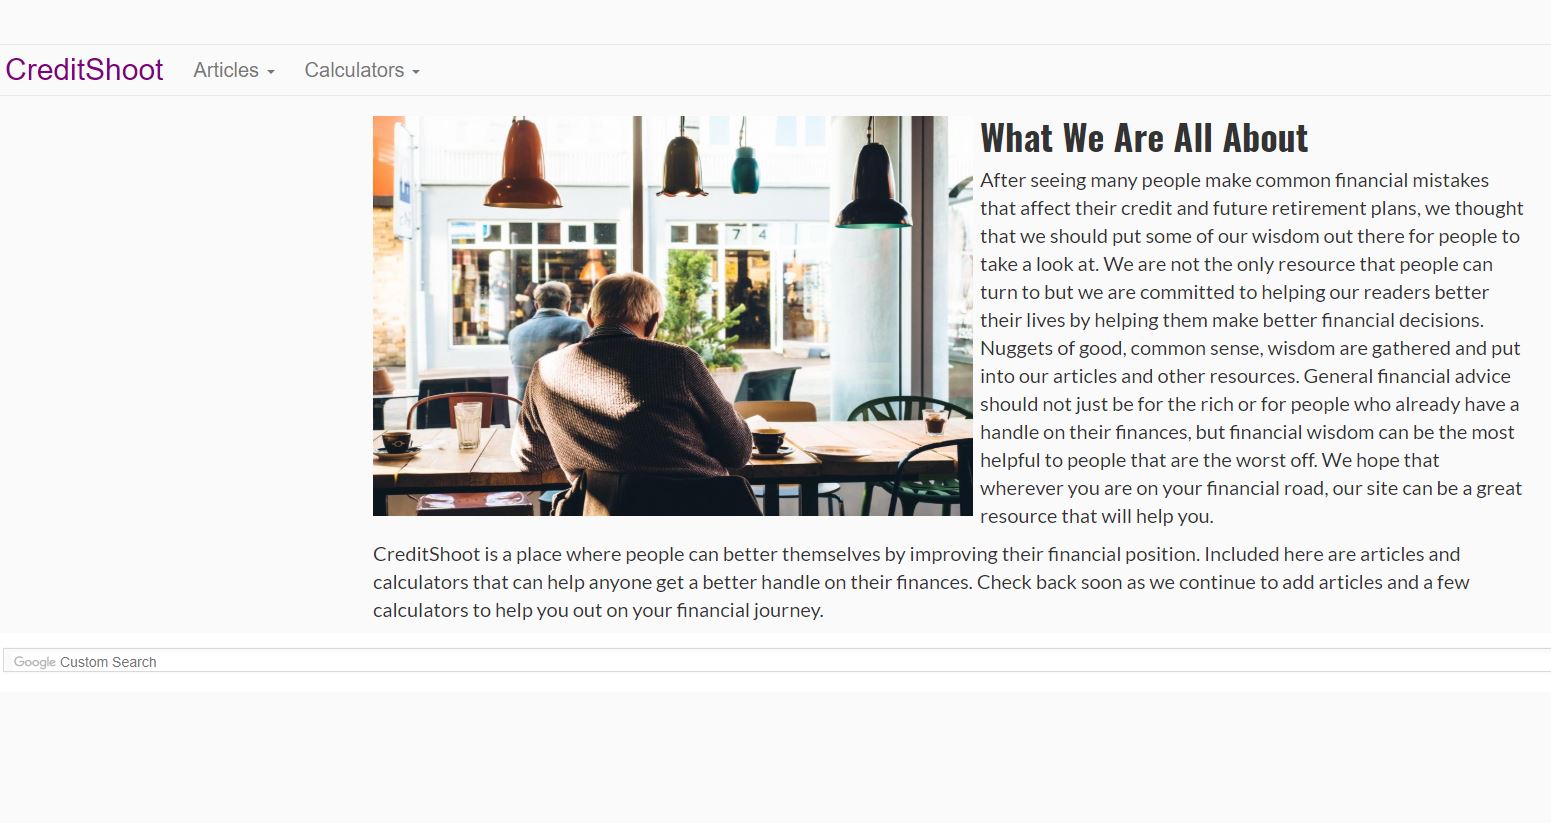 CreditShoot Articles Calculators
What We Are All About
After seeing many people make common financial mistakes
that affect their credit and future retirement plans, we thought
that we should put some of our wisdom out there for people to
take a look at. We are not the only resource that people can
turn to but we are committed to helping our readers better
their lives by helping them make better financial decisions.
Nuggets of good, common sense, wisdom are gathered and put
into our articles and other resources. General financial advice
should not just be for the rich or for people who already have a
handle on their finances, but financial wisdom can be the most
helpful to people that are the worst off. We hope that
wherever you are on your financial road, our site can be a great
resource that will help you.
7 4
CreditShoot is a place where people can better themselves by improving their financial position. Included here are articles and
calculators that can help anyone get a better handle on their finances. Check back soon as we continue to add articles and a few
calculators to help you out on your financial journey.
Google Custom Search